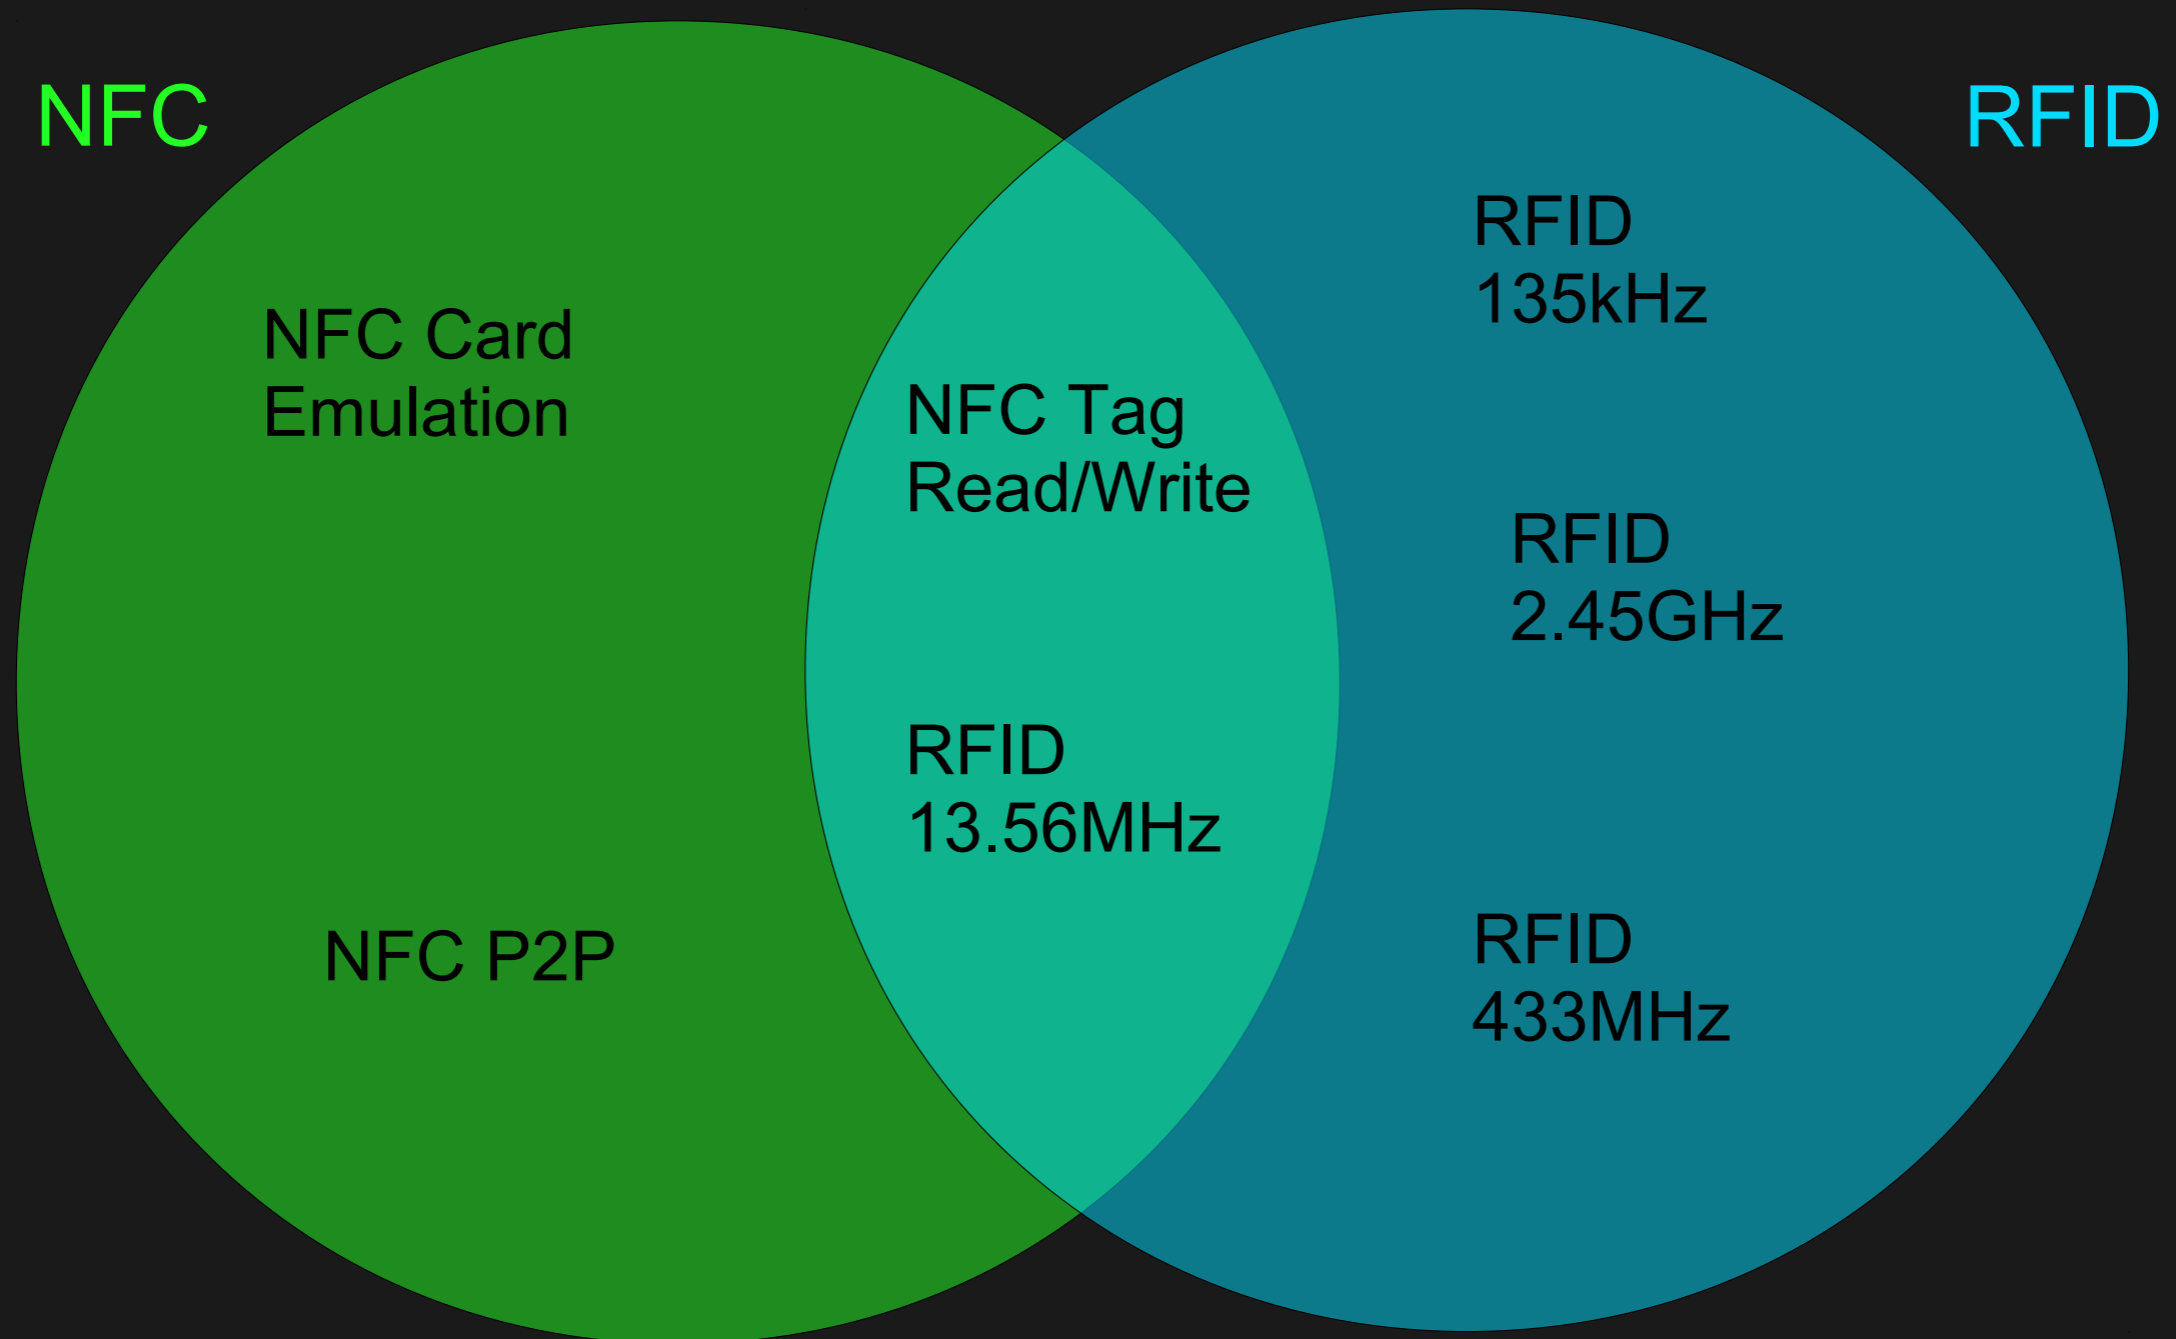 NFC
RFID
NFC Card
Emulation
NFC P2P
NFC Tag
Read/Write
RFID
13.56MHz
RFID
135kHz
RFID
2.45GHz
RFID
433MHz